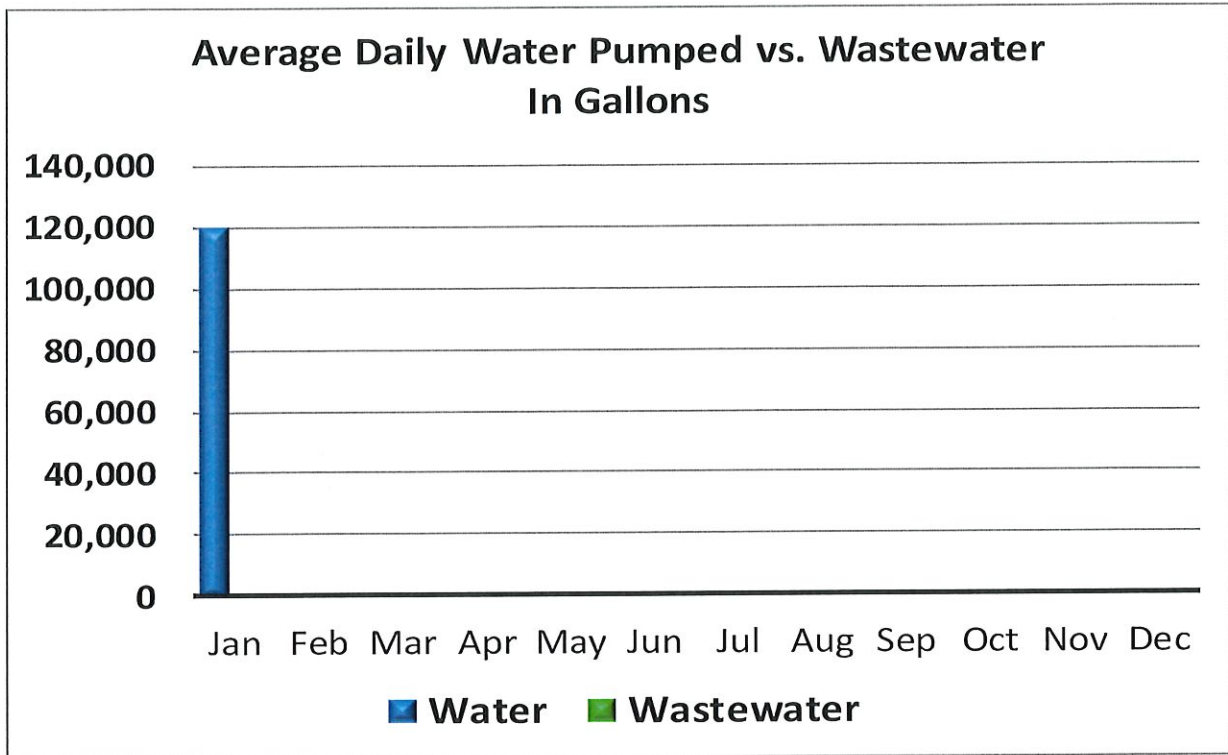 Average Daily Water Pumped vs. Wastewater
In Gallons
140,000
120,000
100,000
80,000
60,000
40,000
20,000
0
Jan Feb Mar Apr May Jun Jul Aug Sep Oct Nov Dec
Water Wastewater